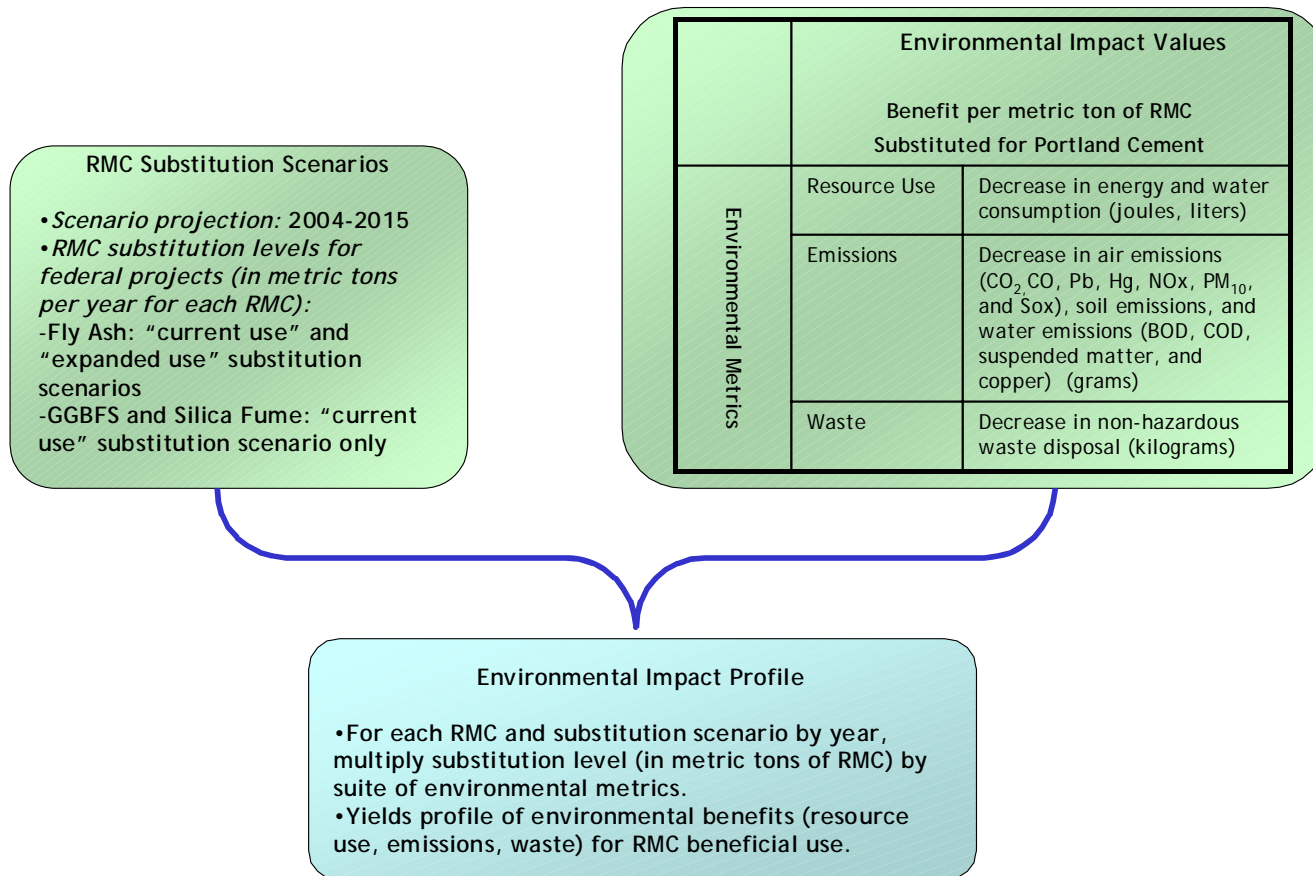 RMC Substitution Scenarios
•Scenario projection: 2004-2015
•RMC substitution levels for
federal projects (in metric tons
per year for each RMC):
-Fly Ash: “current use” and
“expanded use” substitution
scenarios
-GGBFS and Silica Fume: “current
use” substitution scenario only
Environmental Impact Values
Benefit per metric ton of RMC
Substituted for Portland Cement
Environmental Metrics
Resource Use
Decrease in energy and water
consumption (joules, liters)
Emissions
Decrease in air emissions
(CO2,CO, Pb, Hg, NOx, PM10,
and Sox), soil emissions, and
water emissions (BOD, COD,
suspended matter, and
copper) (grams)
Waste
Decrease in non-hazardous
waste disposal (kilograms)
Environmental Impact Profile
•For each RMC and substitution scenario by year,
multiply substitution level (in metric tons of RMC) by
suite of environmental metrics.
•Yields profile of environmental benefits (resource
use, emissions, waste) for RMC beneficial use.